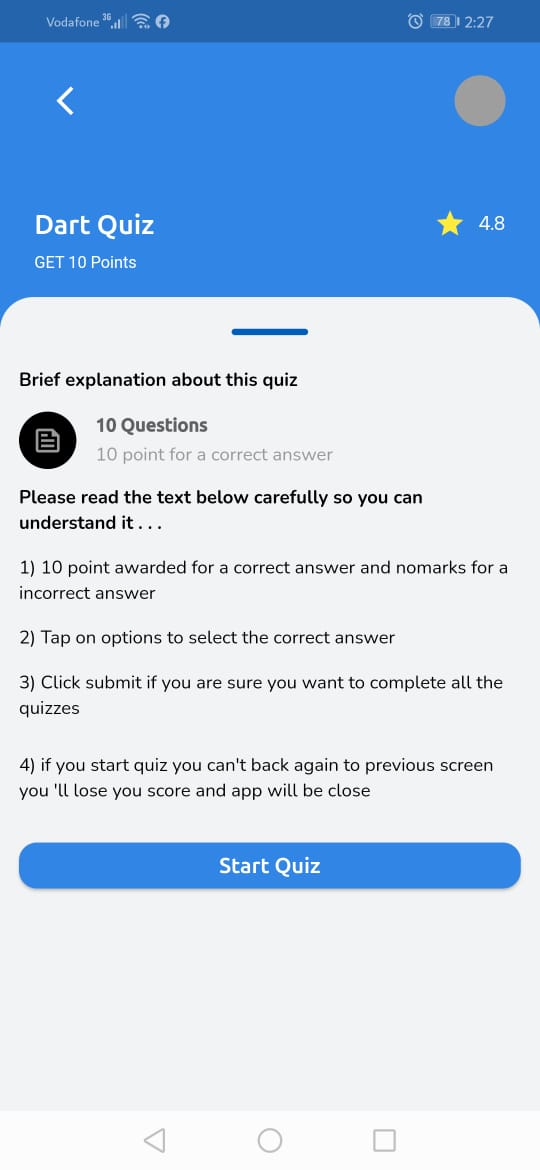 Vodafone 3G 78 2:27
Dart Quiz 4.8
GET 10 Points
Brief explanation about this quiz
10 Questions
10 point for a correct answer
Please read the text below carefully so you can
understand it . . .
1) 10 point awarded for a correct answer and nomarks for a
incorrect answer
2) Tap on options to select the correct answer
3) Click submit if you are sure you want to complete all the
quizzes
4) if you start quiz you can't back again to previous screen
you 'll lose you score and app will be close
Start Quiz